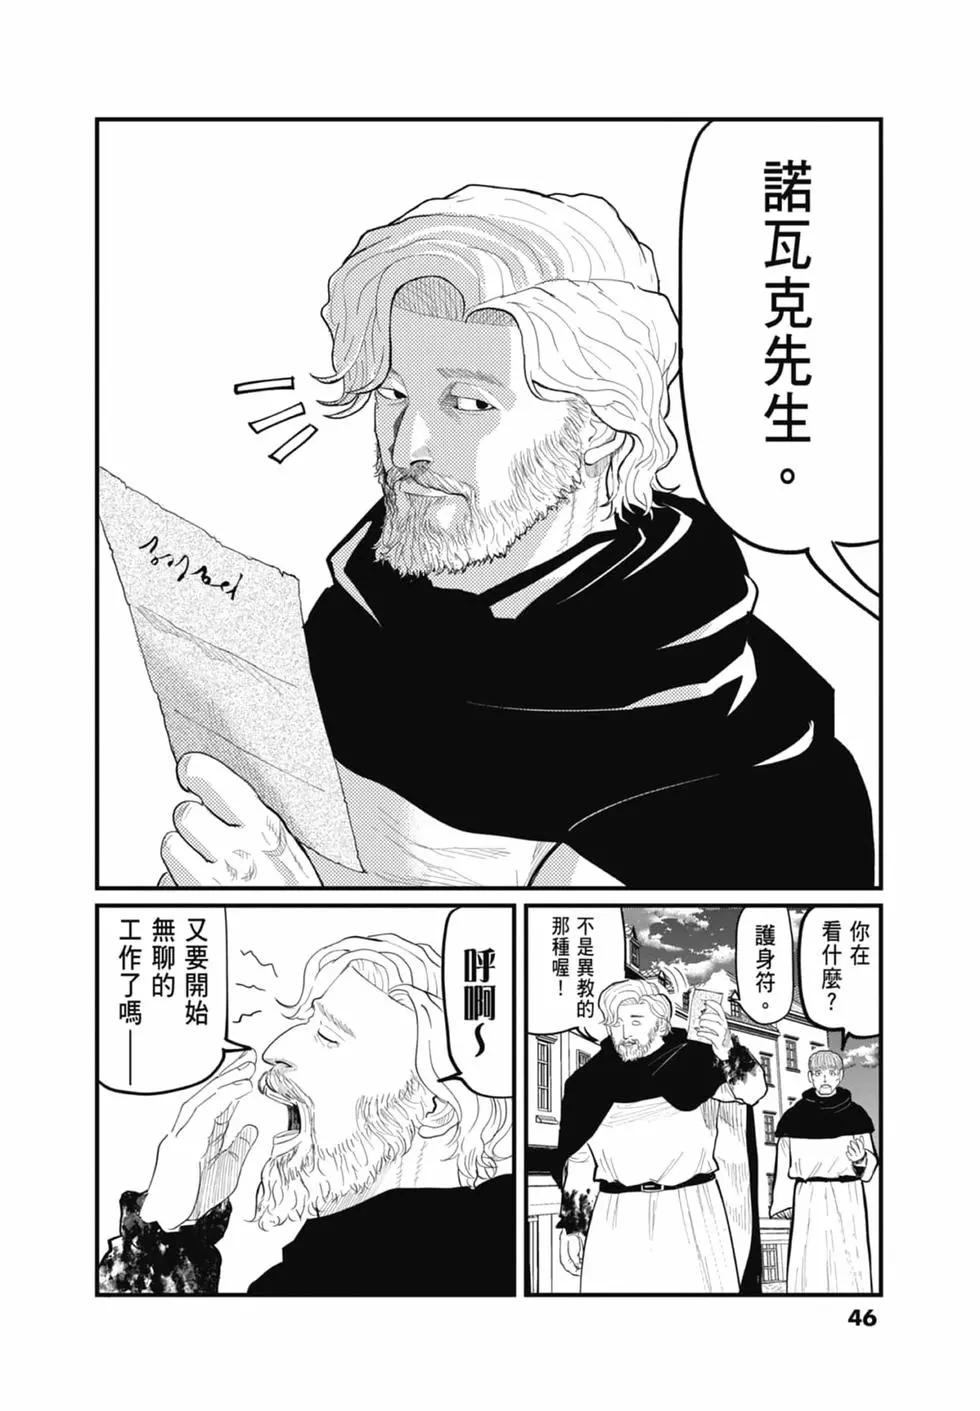 諾瓦克先生。
你在
看什麼？
護身符。
不是異教的
那種喔！
呼啊～
又要開始
無聊的
工作了嗎——
46